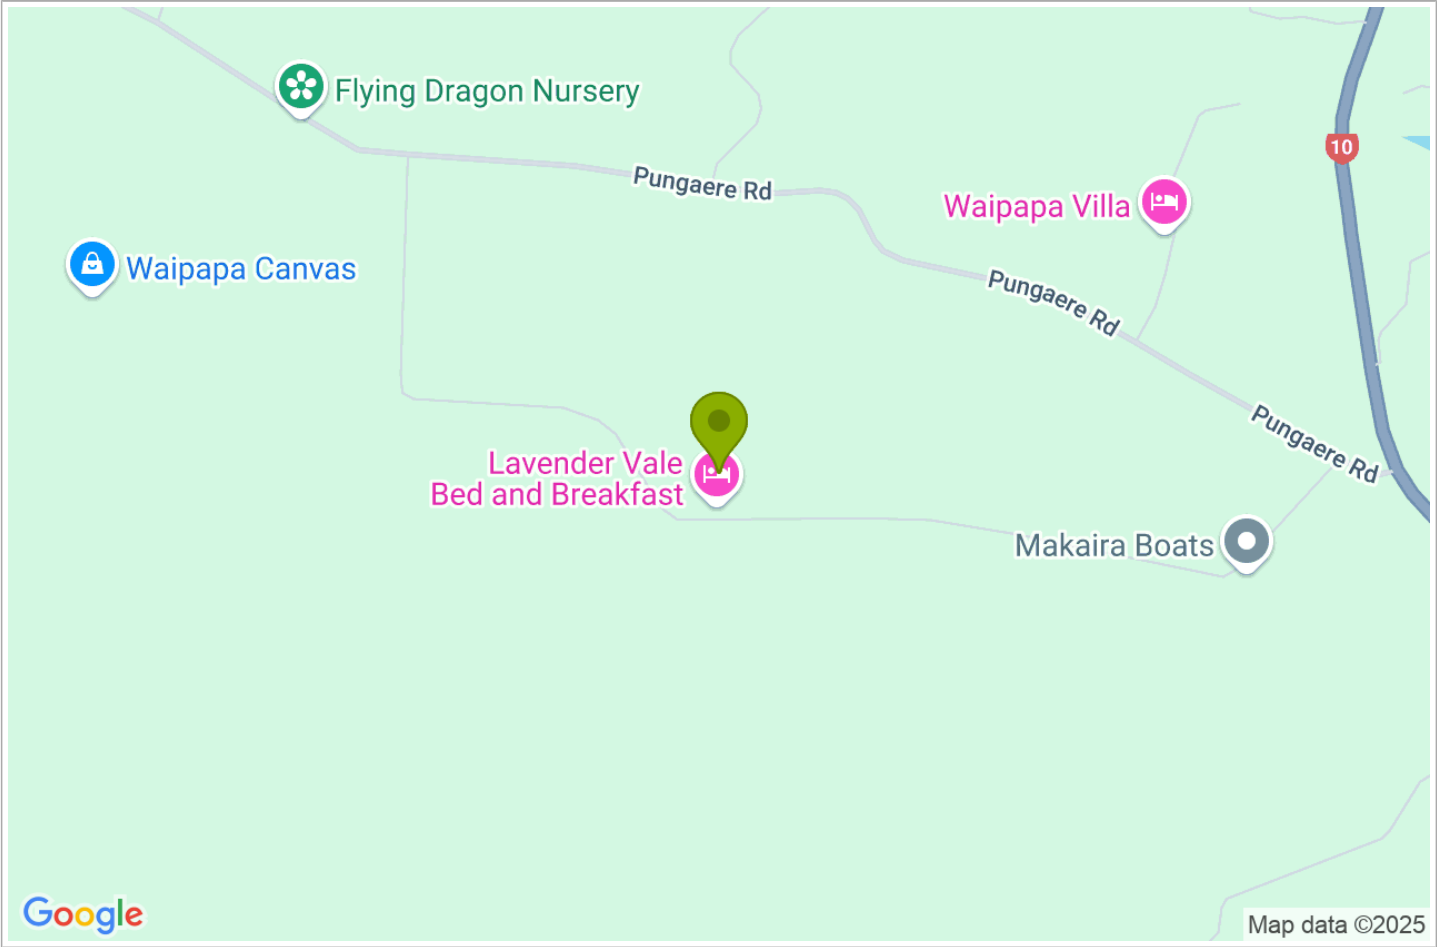 Flying Dragon Nursery
Pungaere Rd
10
Waipapa Villa
Waipapa Canvas
Pungaere Rd
Pungaere Rd
Lavender Vale
Bed and Breakfast
Makaira Boats
Google
Map data ©2025